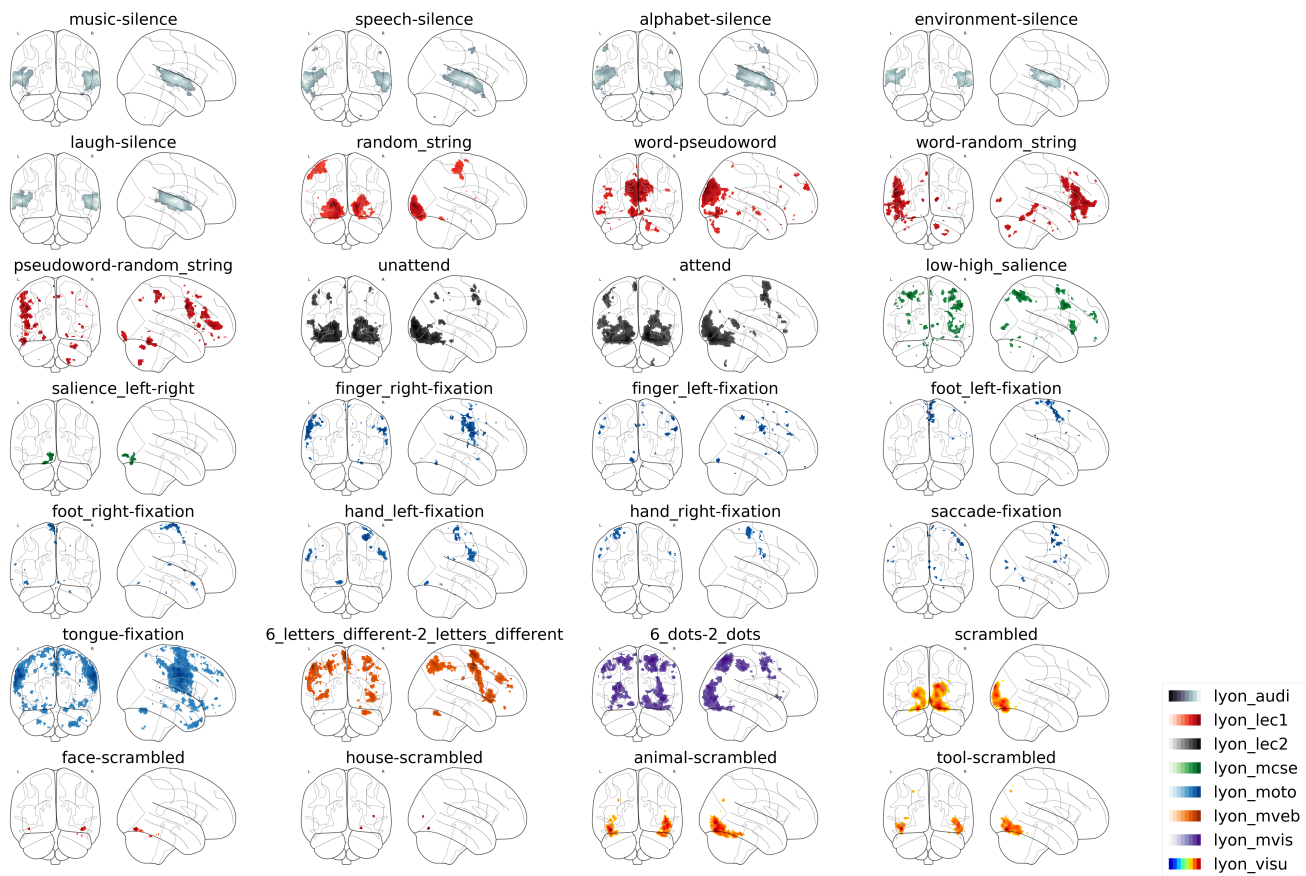 music-silence speech-silence alphabet-silence environment-silence
L R L R L R L R
laugh-silence random_string word-pseudoword word-random_string
L R L R L R L R
pseudoword-random_string unattend attend low-high_salience
L R L R L R L R
salience_left-right finger_right-fixation finger_left-fixation foot_left-fixation
L R L R L R L R
foot_right-fixation hand_left-fixation hand_right-fixation saccade-fixation
L R L R L R L R
tongue-fixation 6_letters_different-2_letters_different 6_dots-2_dots scrambled
L R L R L R L R
face-scrambled house-scrambled animal-scrambled tool-scrambled
L R L R L R L R
lyon_audi
lyon_lec1
lyon_lec2
lyon_mcse
lyon_moto
lyon_mveb
lyon_mvis
lyon_visu